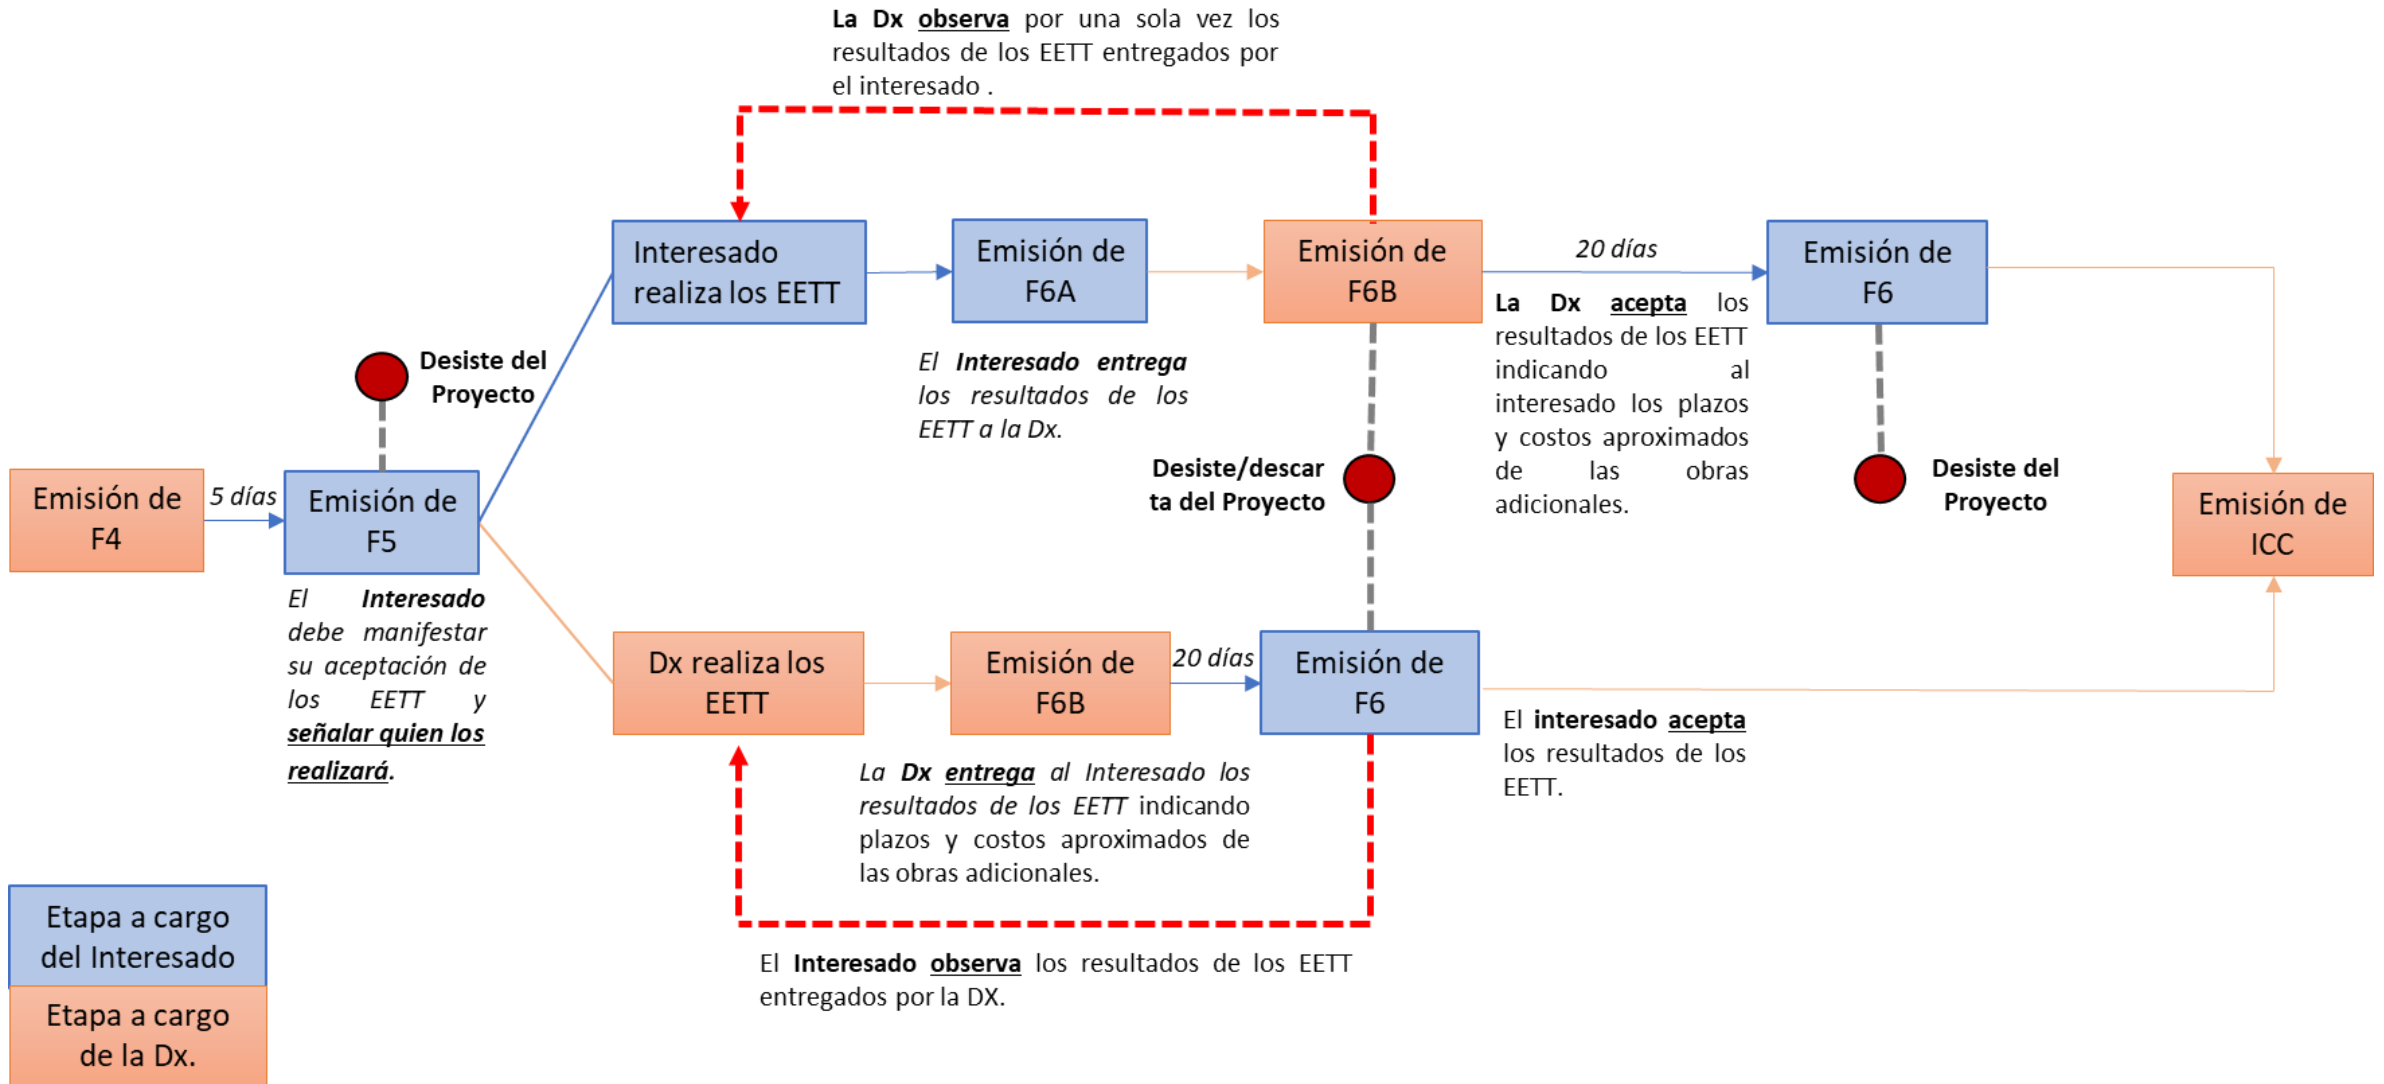 La Dx observa por una sola vez los
resultados de los EETT entregados por
el interesado .
Interesado
realiza los EETT
Emisión de
F6A
Emisión de
F6B
20 días
Emisión de
F6
El Interesado entrega
los resultados de los
EETT a la Dx.
La Dx acepta los
resultados de los EETT
indicando al
interesado los plazos
y costos aproximados
de las obras
adicionales.
Desiste del
Proyecto
Desiste/descar
ta del Proyecto
Desiste del
Proyecto
Emisión de
F4
5 días
Emisión de
F5
Emisión de
ICC
El Interesado
debe manifestar
su aceptación de
los EETT y
señalar quien los
realizará.
Dx realiza los
EETT
Emisión de
F6B
20 días
Emisión de
F6
La Dx entrega al Interesado los
resultados de los EETT indicando
plazos y costos aproximados de
las obras adicionales.
El interesado acepta
los resultados de los
EETT.
El Interesado observa los resultados de los EETT
entregados por la DX.
Etapa a cargo
del Interesado
Etapa a cargo
de la Dx.